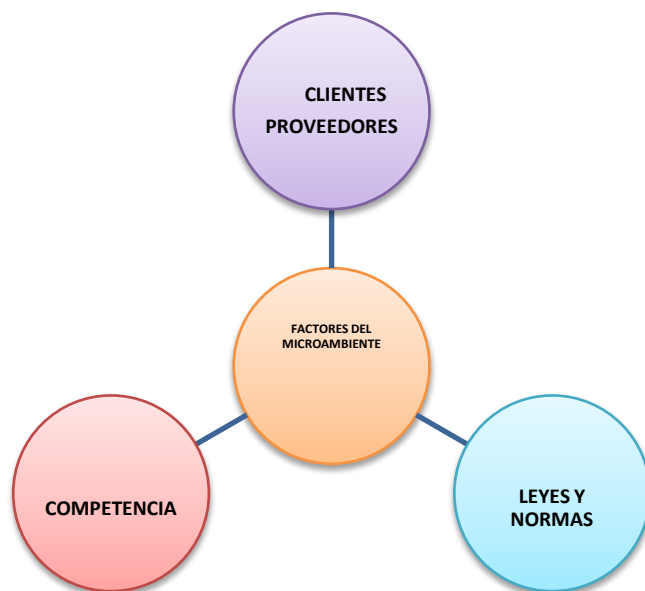 CLIENTES
PROVEEDORES
FACTORES DEL
MICROAMBIENTE
COMPETENCIA
LEYES Y
NORMAS